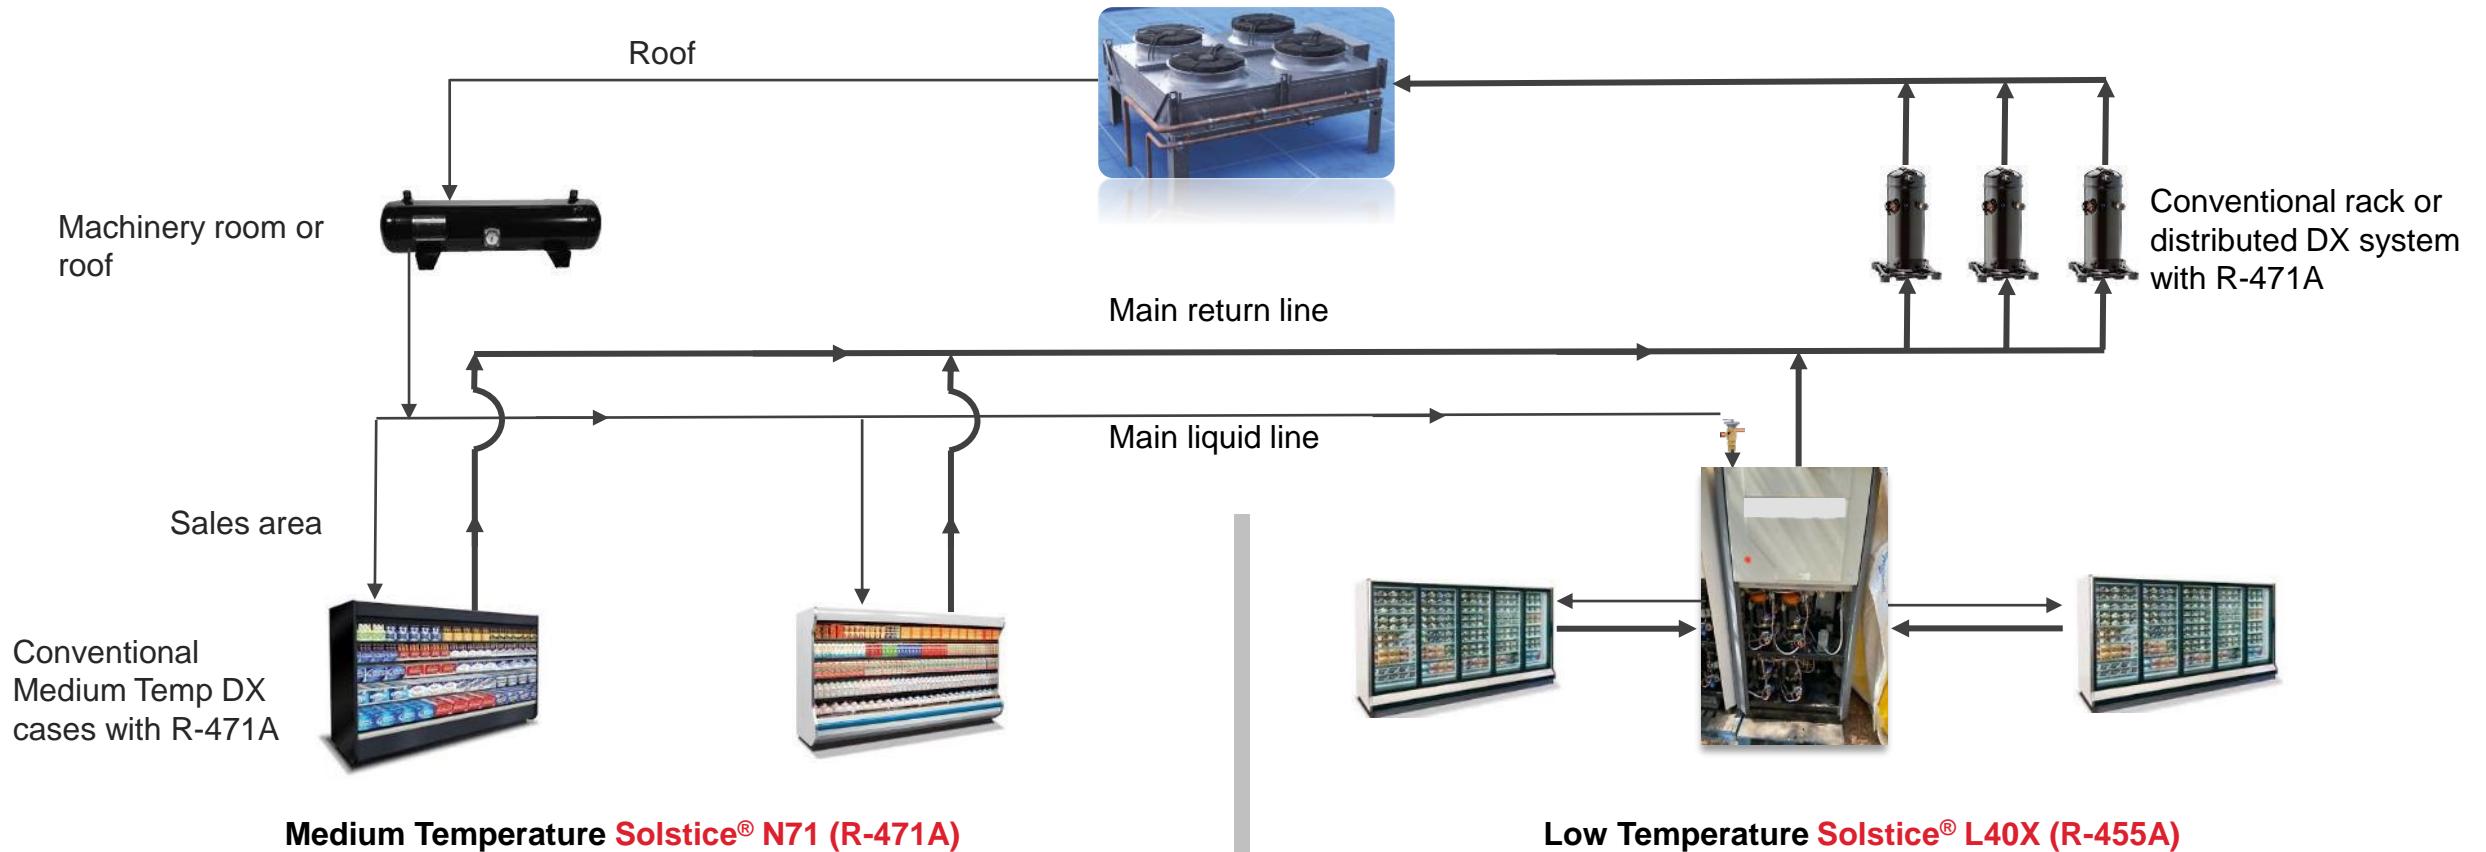 Roof
Machinery room or
roof
Conventional rack or
distributed DX system
with R-471A
Main return line
Main liquid line
Sales area
Conventional
Medium Temp DX
cases with R-471A
Medium Temperature Solstice® N71 (R-471A)
Low Temperature Solstice® L40X (R-455A)